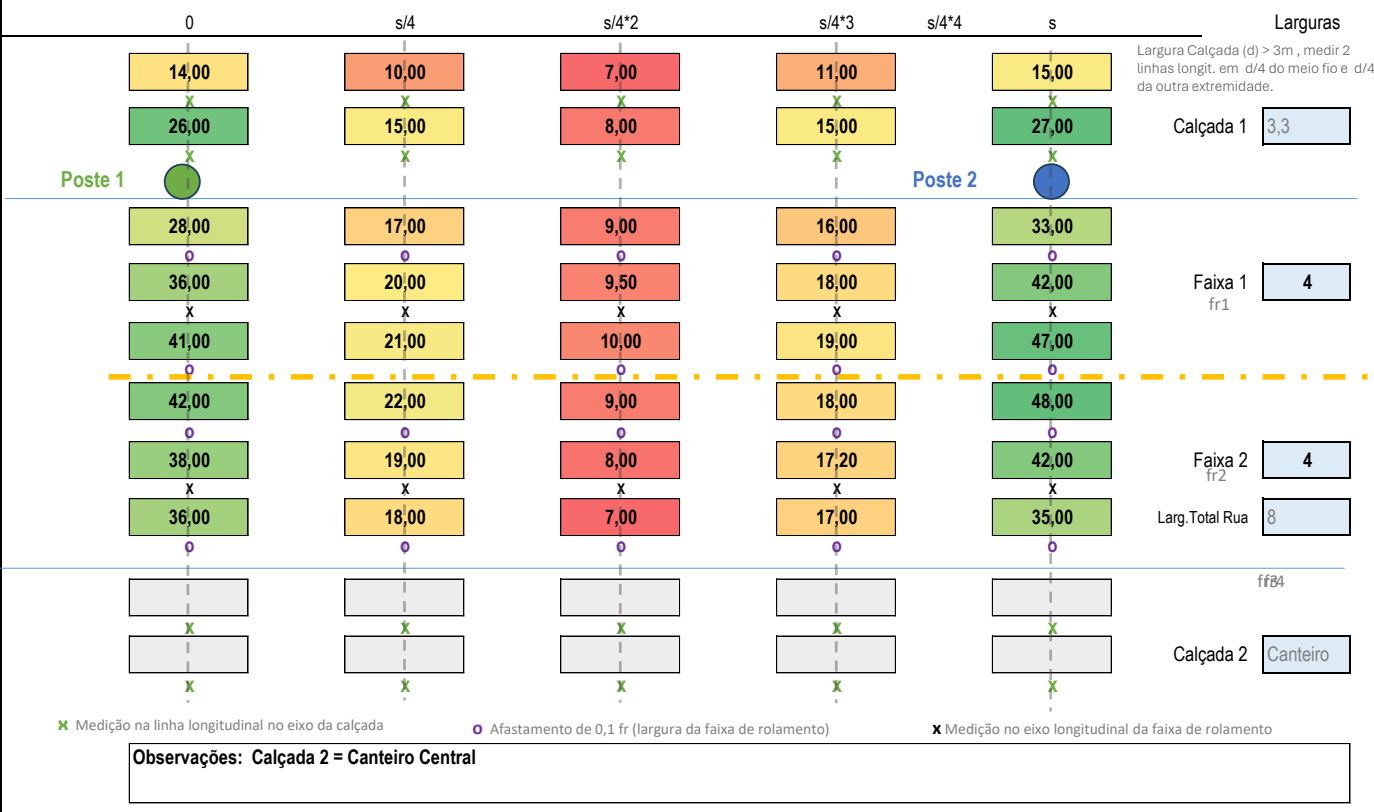 0 s/4 s/4*2 s/4*3 s/4*4 s Larguras
Largura Calçada (d) > 3m , medir 2
linhas longit. em d/4 do meio fio e d/4
da outra extremidade.
14,00 10,00 7,00 11,00 15,00
x x x x x
26,00 15,00 8,00 15,00 27,00 Calçada 1 3,3
x x x x x
Poste 1 Poste 2
28,00 17,00 9,00 16,00 33,00
o o o o o
36,00 20,00 9,50 18,00 42,00 Faixa 1 4
fr1
x x x x x
41,00 21,00 10,00 19,00 47,00
o o o o
42,00 22,00 9,00 18,00 48,00
o o o o o
38,00 19,00 8,00 17,20 42,00 Faixa 2 4
fr2
x x x x x
36,00 18,00 7,00 17,00 35,00 Larg.Total Rua 8
o o o o o
x x x x x
Calçada 2 Canteiro
x x x x x
x Medição na linha longitudinal no eixo da calçada o Afastamento de 0,1 fr (largura da faixa de rolamento) x Medição no eixo longitudinal da faixa de rolamento
Observações: Calçada 2 = Canteiro Central